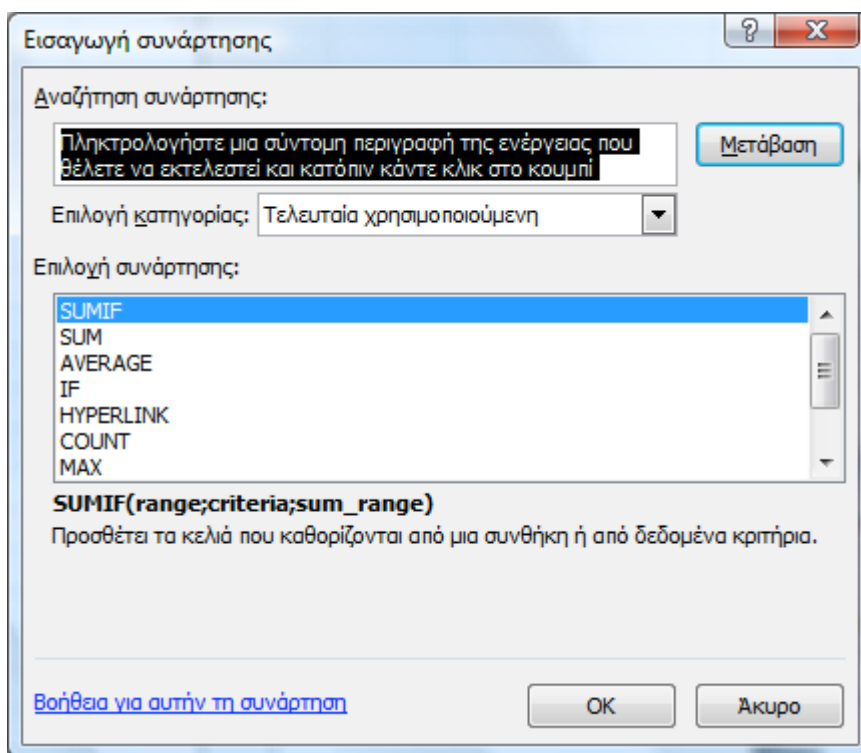 Εισαγωγή συνάρτησης
Αναζήτηση συνάρτησης:
Πληκτρολογήστε μια σύντομη περιγραφή της ενέργειας που
θέλετε να εκτελεστεί και κατόπιν κάντε κλικ στο κουμπί
Μετάβαση
Επιλογή κατηγορίας: Τελευταία χρησιμοποιούμενη
Επιλοχή συνάρτησης:
SUMIF
SUM
AVERAGE
IF
HYPERLINK
COUNT
MAX
SUMIF(range;criteria;sum_range)
Προσθέτει τα κελιά που καθορίζονται από μια συνθήκη ή από δεδομένα κριτήρια.
Βοήθεια για αυτήν τη συνάρτηση
OK
Άκυρο